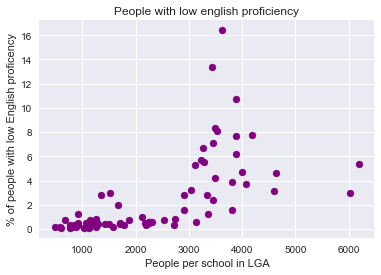 People with low english proficiency
% of people with low English proficency
16
14
12
10
8
6
4
2
0
1000 2000 3000 4000 5000 6000
People per school in LGA